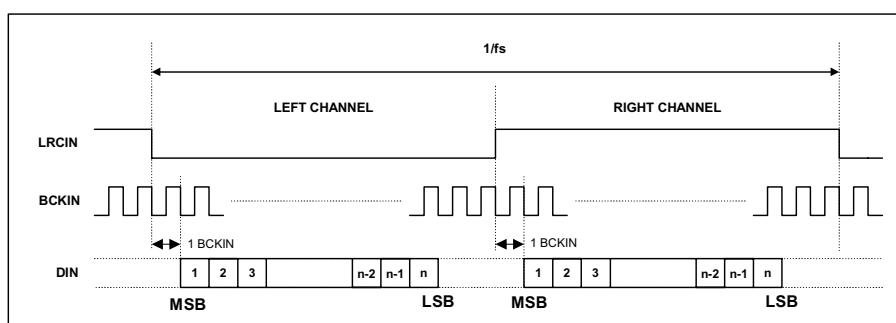 1/fs
LEFT CHANNEL RIGHT CHANNEL
LRCIN
BCKIN
1 BCKIN 1 BCKIN
DIN 1 2 3 n-2 n-1 n 1 2 3 n-2 n-1 n
MSB LSB MSB LSB